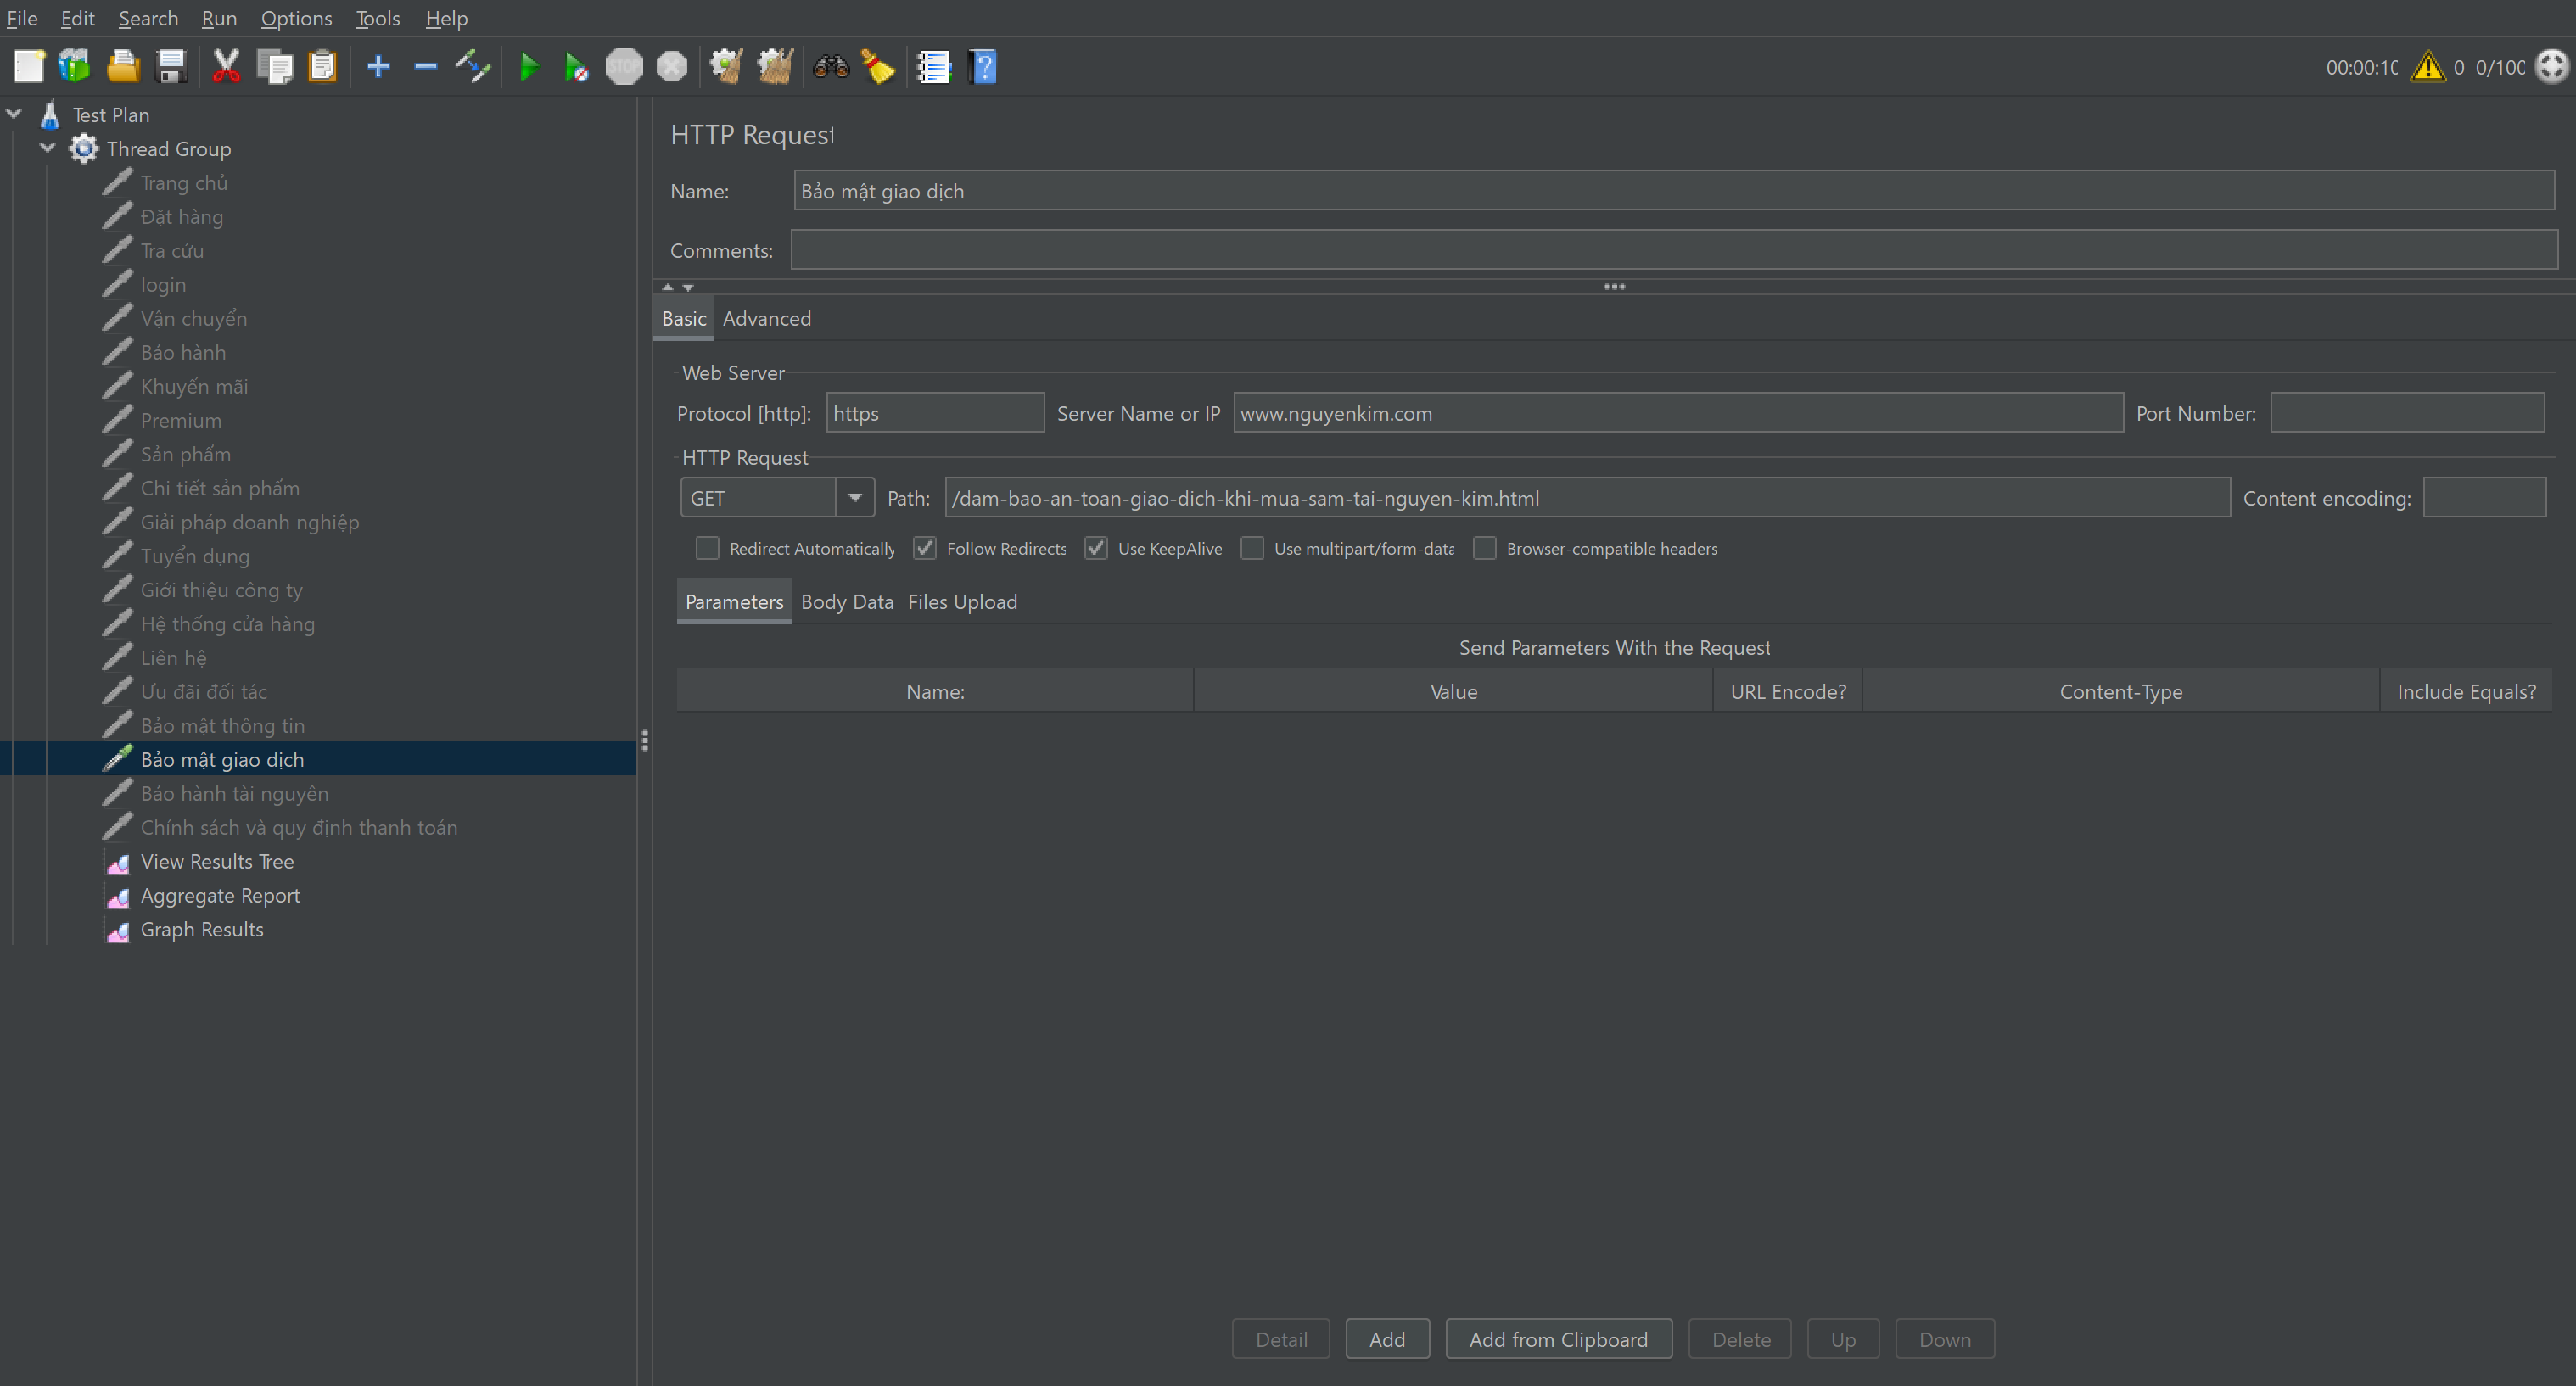 File Edit Search Run Options Tools Help
STOP
00:00:10 0 0/100
Test Plan
Thread Group
Trang chủ
Đặt hàng
Tra cứu
login
Vận chuyển
Bảo hành
Khuyến mãi
Premium
Sản phẩm
Chi tiết sản phẩm
Giải pháp doanh nghiệp
Tuyển dụng
Giới thiệu công ty
Hệ thống cửa hàng
Liên hệ
Ưu đãi đối tác
Bảo mật thông tin
Bảo mật giao dịch
Bảo hành tài nguyên
Chính sách và quy định thanh toán
View Results Tree
Aggregate Report
Graph Results
HTTP Request
Name: Bảo mật giao dịch
Comments:
Basic Advanced
Web Server
Protocol [http]: https Server Name or IP www.nguyenkim.com Port Number:
HTTP Request
GET Path: /dam-bao-an-toan-giao-dich-khi-mua-sam-tai-nguyen-kim.html Content encoding:
Redirect Automatically Follow Redirects Use KeepAlive Use multipart/form-data Browser-compatible headers
Parameters Body Data Files Upload
Send Parameters With the Request
Name: Value URL Encode? Content-Type Include Equals?
Detail Add Add from Clipboard Delete Up Down